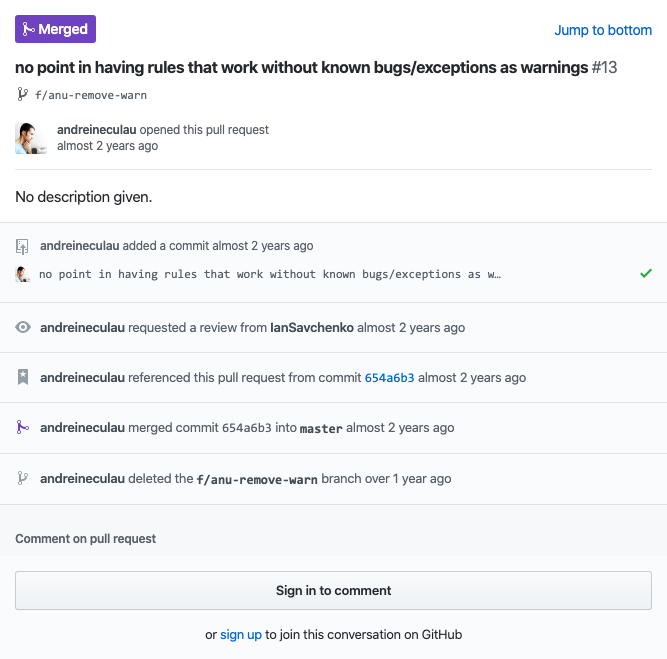 Merged
Jump to bottom
no point in having rules that work without known bugs/exceptions as warnings #13
f/anu-remove-warn
andreineculau opened this pull request
almost 2 years ago
No description given.
andreineculau added a commit almost 2 years ago
no point in having rules that work without known bugs/exceptions as w…
andreineculau requested a review from IanSavchenko almost 2 years ago
andreineculau referenced this pull request from commit 654a6b3 almost 2 years ago
andreineculau merged commit 654a6b3 into master almost 2 years ago
andreineculau deleted the f/anu-remove-warn branch over 1 year ago
Comment on pull request
Sign in to comment
or sign up to join this conversation on GitHub